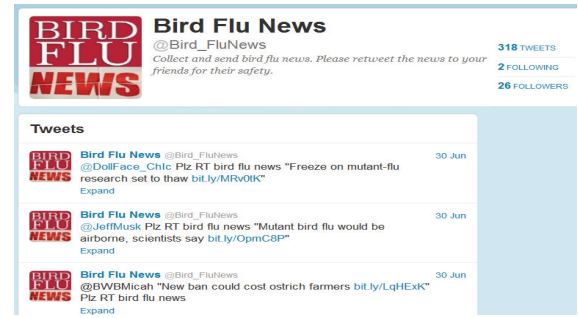 BIRD
FLU
NEWS
Bird Flu News
@Bird_FluNews
Collect and send bird flu news. Please retweet the news to your
friends for their safety.
318 TWEETS
2 FOLLOWING
26 FOLLOWERS
Tweets
BIRD
FLU
NEWS
Bird Flu News @Bird_FluNews
30 Jun
@DollFace_ChIc Plz RT bird flu news "Freeze on mutant-flu
research set to thaw bit.ly/MRv0tK"
Expand
BIRD
FLU
NEWS
Bird Flu News @Bird_FluNews
30 Jun
@JeffMusk Plz RT bird flu news "Mutant bird flu would be
airborne, scientists say bit.ly/OpmC8P"
Expand
BIRD
FLU
NEWS
Bird Flu News @Bird_FluNews
30 Jun
@BWBMicah "New ban could cost ostrich farmers bit.ly/LqHExK"
Plz RT bird flu news
Expand